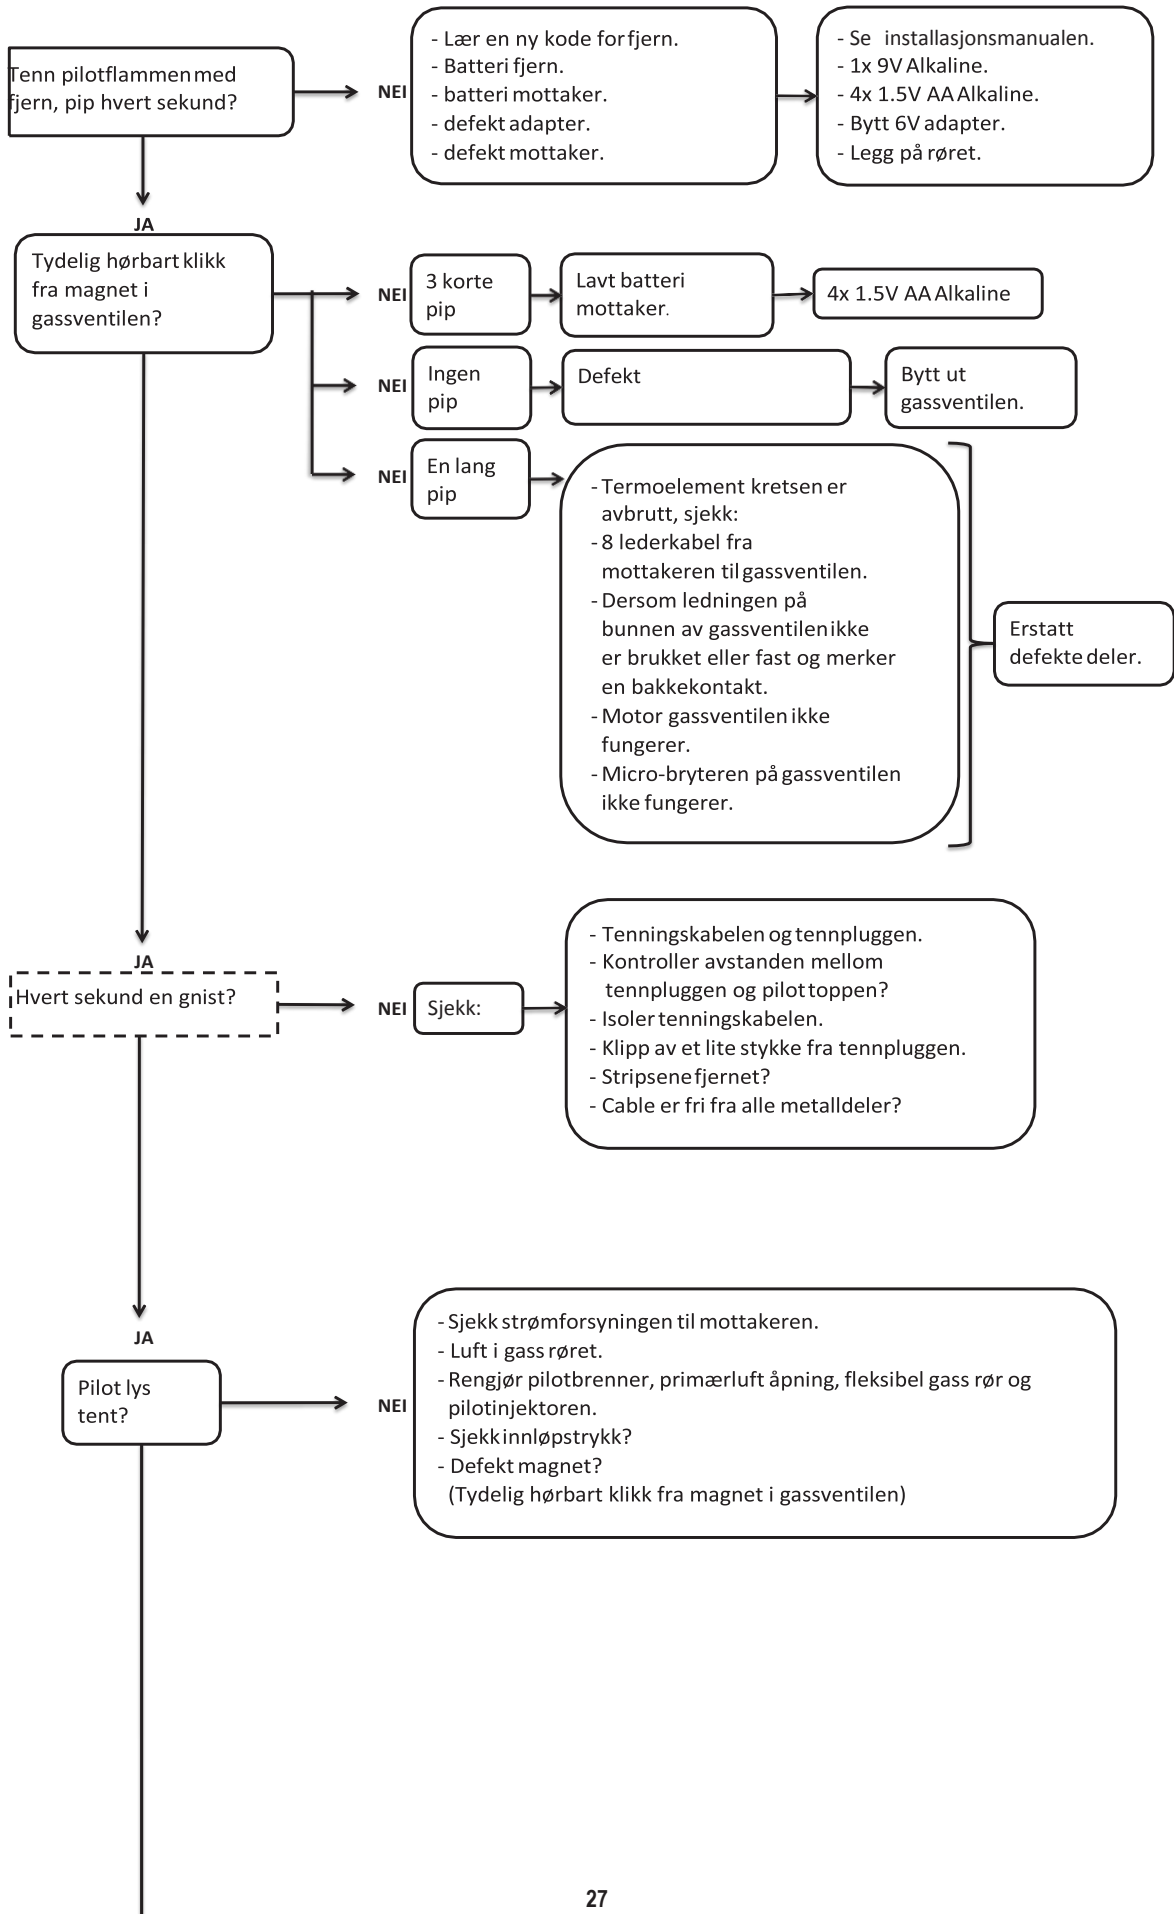 Tenn pilotflammen med
fjern, pip hvert sekund?
NEI
- Lær en ny kode for fjern.
- Batteri fjern.
- batteri mottaker.
- defekt adapter.
- defekt mottaker.
- Se installasjonsmanualen.
- 1x 9V Alkaline.
- 4x 1.5V AA Alkaline.
- Bytt 6V adapter.
- Legg på røret.
JA
Tydelig hørbart klikk
fra magnet i
gassventilen?
NEI
3 korte
pip
Lavt batteri
mottaker.
4x 1.5V AA Alkaline
NEI
Ingen
pip
Defekt
Bytt ut
gassventilen.
NEI
En lang
pip
- Termoelement kretsen er
avbrutt, sjekk:
- 8 lederkabel fra
mottakeren til gassventilen.
- Dersom ledningen på
bunnen av gassventilen ikke
er brukket eller fast og merker
en bakkekontakt.
- Motor gassventilen ikke
fungerer.
- Micro-bryteren på gassventilen
ikke fungerer.
Erstatt
defekte deler.
JA
Hvert sekund en gnist?
NEI
Sjekk:
- Tenningskabelen og tennpluggen.
- Kontroller avstanden mellom
tennpluggen og pilot toppen?
- Isoler tenningskabelen.
- Klipp av et lite stykke fra tennpluggen.
- Stripsene fjernet?
- Cable er fri fra alle metalldeler?
JA
Pilot lys
tent?
NEI
- Sjekk strømforsyningen til mottakeren.
- Luft i gass røret.
- Rengjør pilotbrenner, primærluft åpning, fleksibel gass rør og
pilotinjektoren.
- Sjekk innløpstrykk?
- Defekt magnet?
(Tydelig hørbart klikk fra magnet i gassventilen)
27